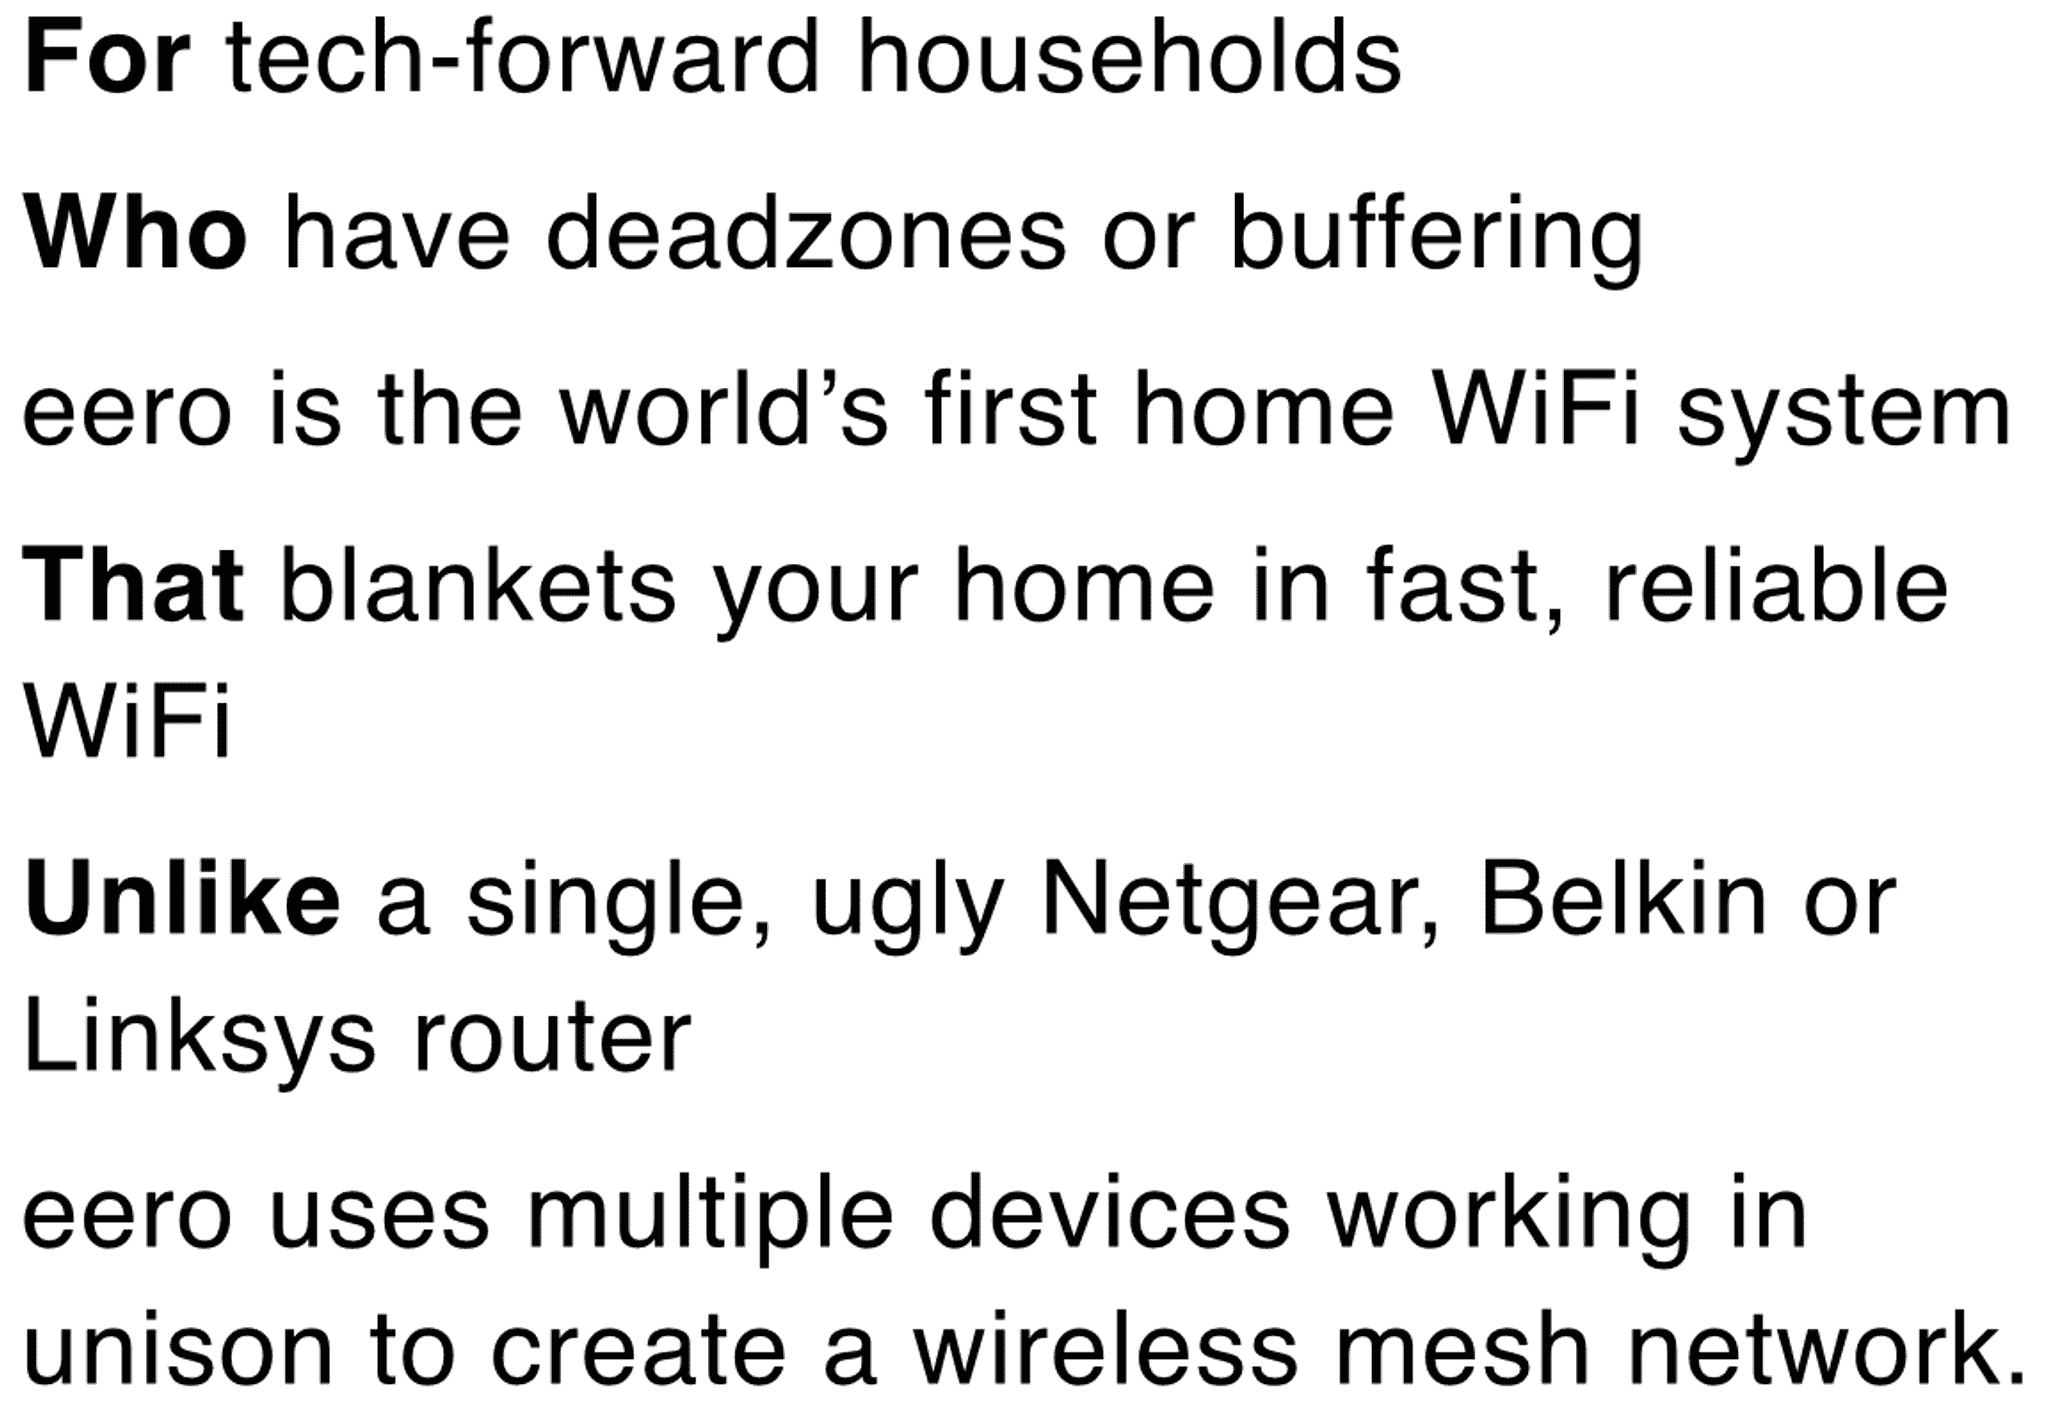 For tech-forward households
Who have deadzones or buffering
eero is the world’s first home WiFi system
That blankets your home in fast, reliable
WiFi
Unlike a single, ugly Netgear, Belkin or
Linksys router
eero uses multiple devices working in
unison to create a wireless mesh network.